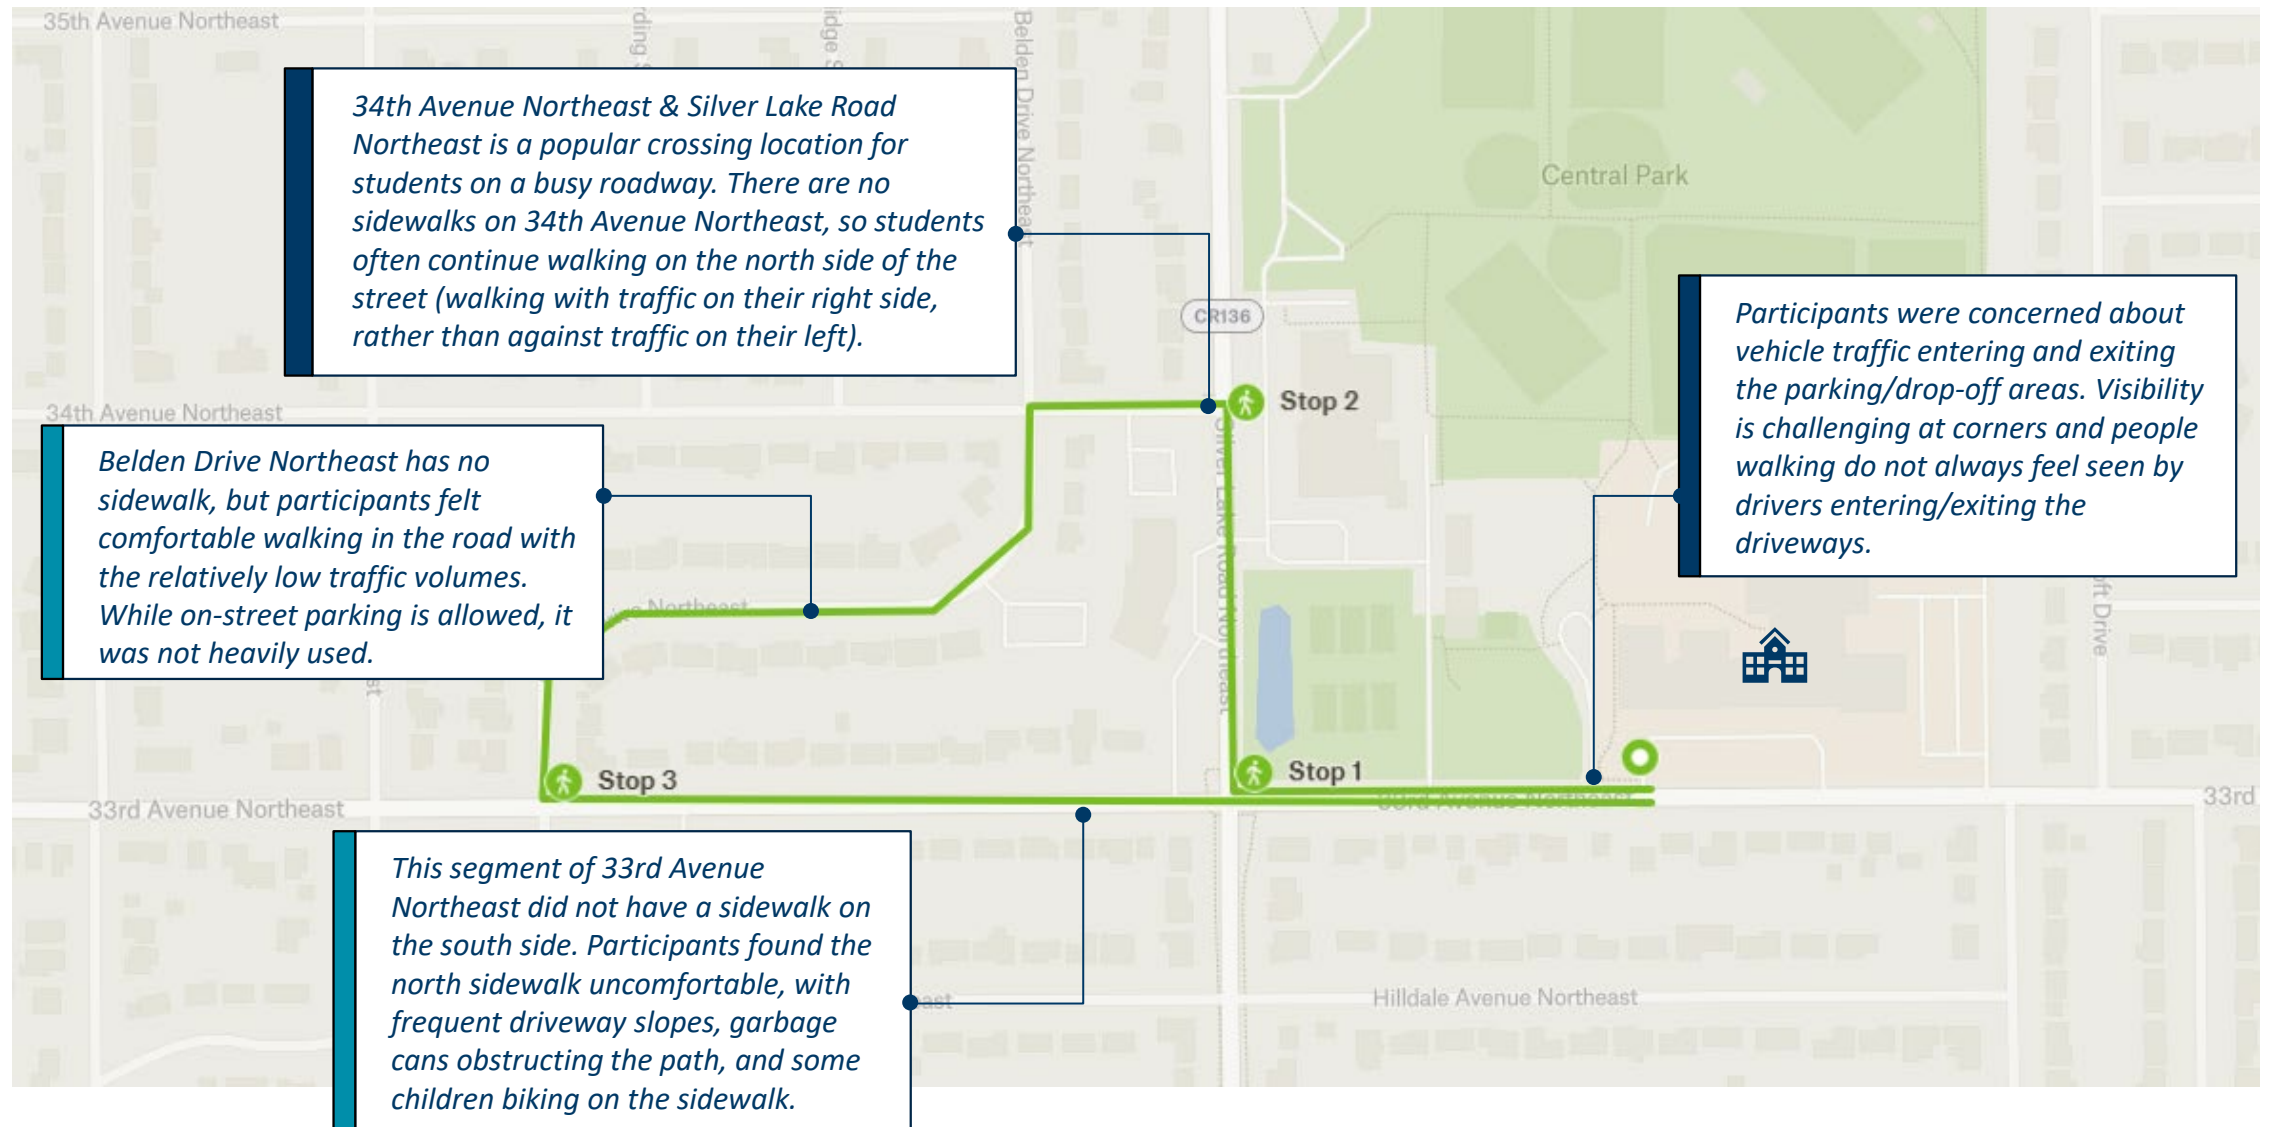 35th Avenue Northeast
Belden Drive Northeast
34th Avenue Northeast & Silver Lake Road
Northeast is a popular crossing location for
students on a busy roadway. There are no
sidewalks on 34th Avenue Northeast, so students
often continue walking on the north side of the
street (walking with traffic on their right side,
rather than against traffic on their left).
Central Park
CR136
Participants were concerned about
vehicle traffic entering and exiting
the parking/drop-off areas. Visibility
is challenging at corners and people
walking do not always feel seen by
drivers entering/exiting the
driveways.
34th Avenue Northeast
Stop 2
Silver Lake Road Northeast
Belden Drive Northeast has no
sidewalk, but participants felt
comfortable walking in the road with
the relatively low traffic volumes.
While on-street parking is allowed, it
was not heavily used.
Northeast
Drive
Stop 3
Stop 1
33rd Avenue Northeast
33rd Avenue Northeast
33rd
This segment of 33rd Avenue
Northeast did not have a sidewalk on
the south side. Participants found the
north sidewalk uncomfortable, with
frequent driveway slopes, garbage
cans obstructing the path, and some
children biking on the sidewalk.
Hilldale Avenue Northeast